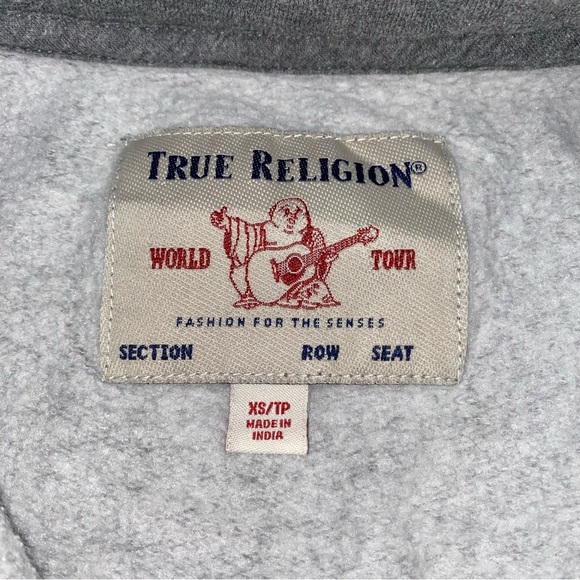 TRUE RELIGION®
WORLD TOUR
FASHION FOR THE SENSES
SECTION ROW SEAT
XS/TP
MADE IN
INDIA